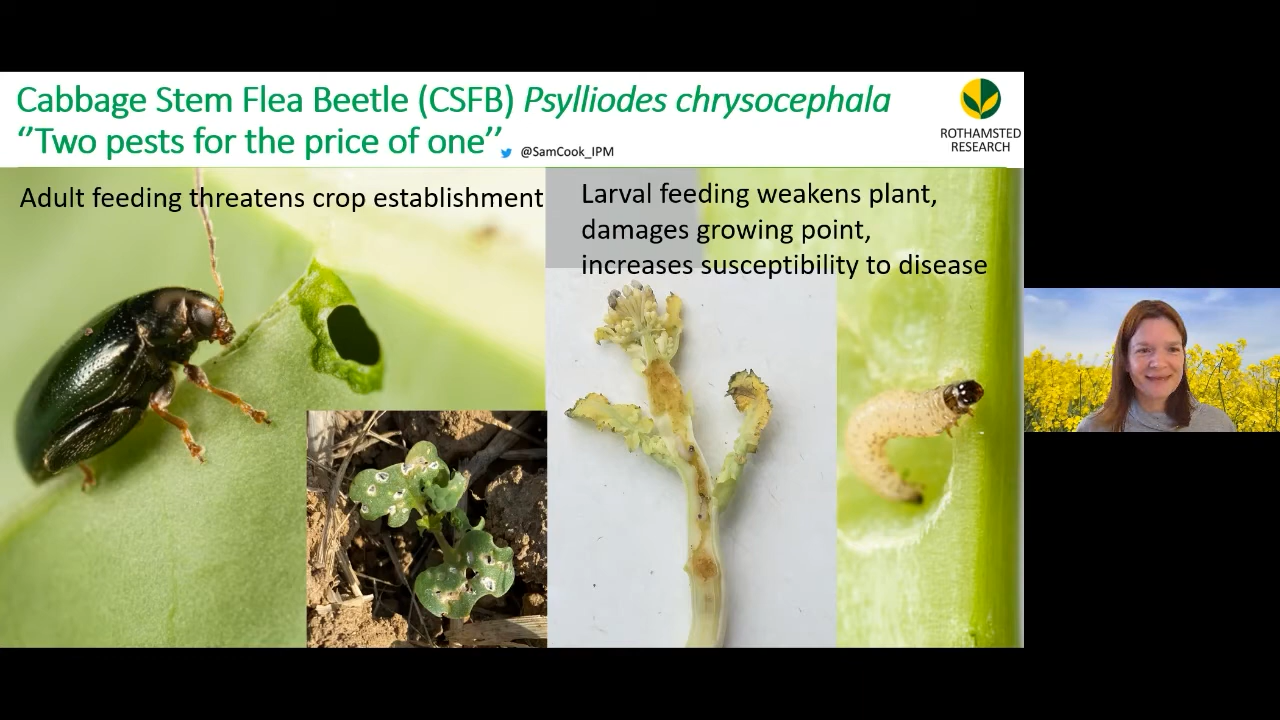 Cabbage Stem Flea Beetle (CSFB) Psylliodes chrysocephala
‘’Two pests for the price of one’’
@SamCook_IPM
ROTHAMSTED
RESEARCH
Adult feeding threatens crop establishment
Larval feeding weakens plant,
damages growing point,
increases susceptibility to disease